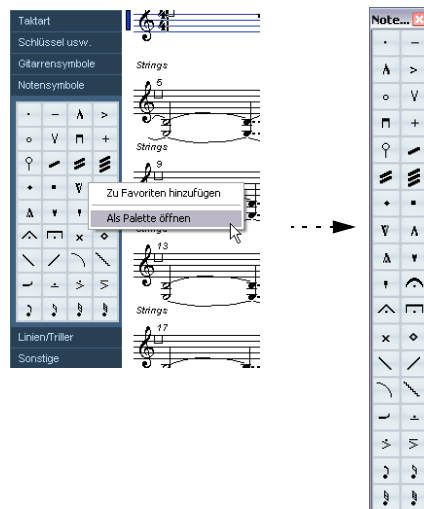 Taktart
Schlüssel usw.
Gitarrensymbole
Notensymbole
Linien/Triller
Sonstige
Strings
5
Strings
9
Zu Favoriten hinzufügen
Als Palette öffnen
13
Strings
17
Note...